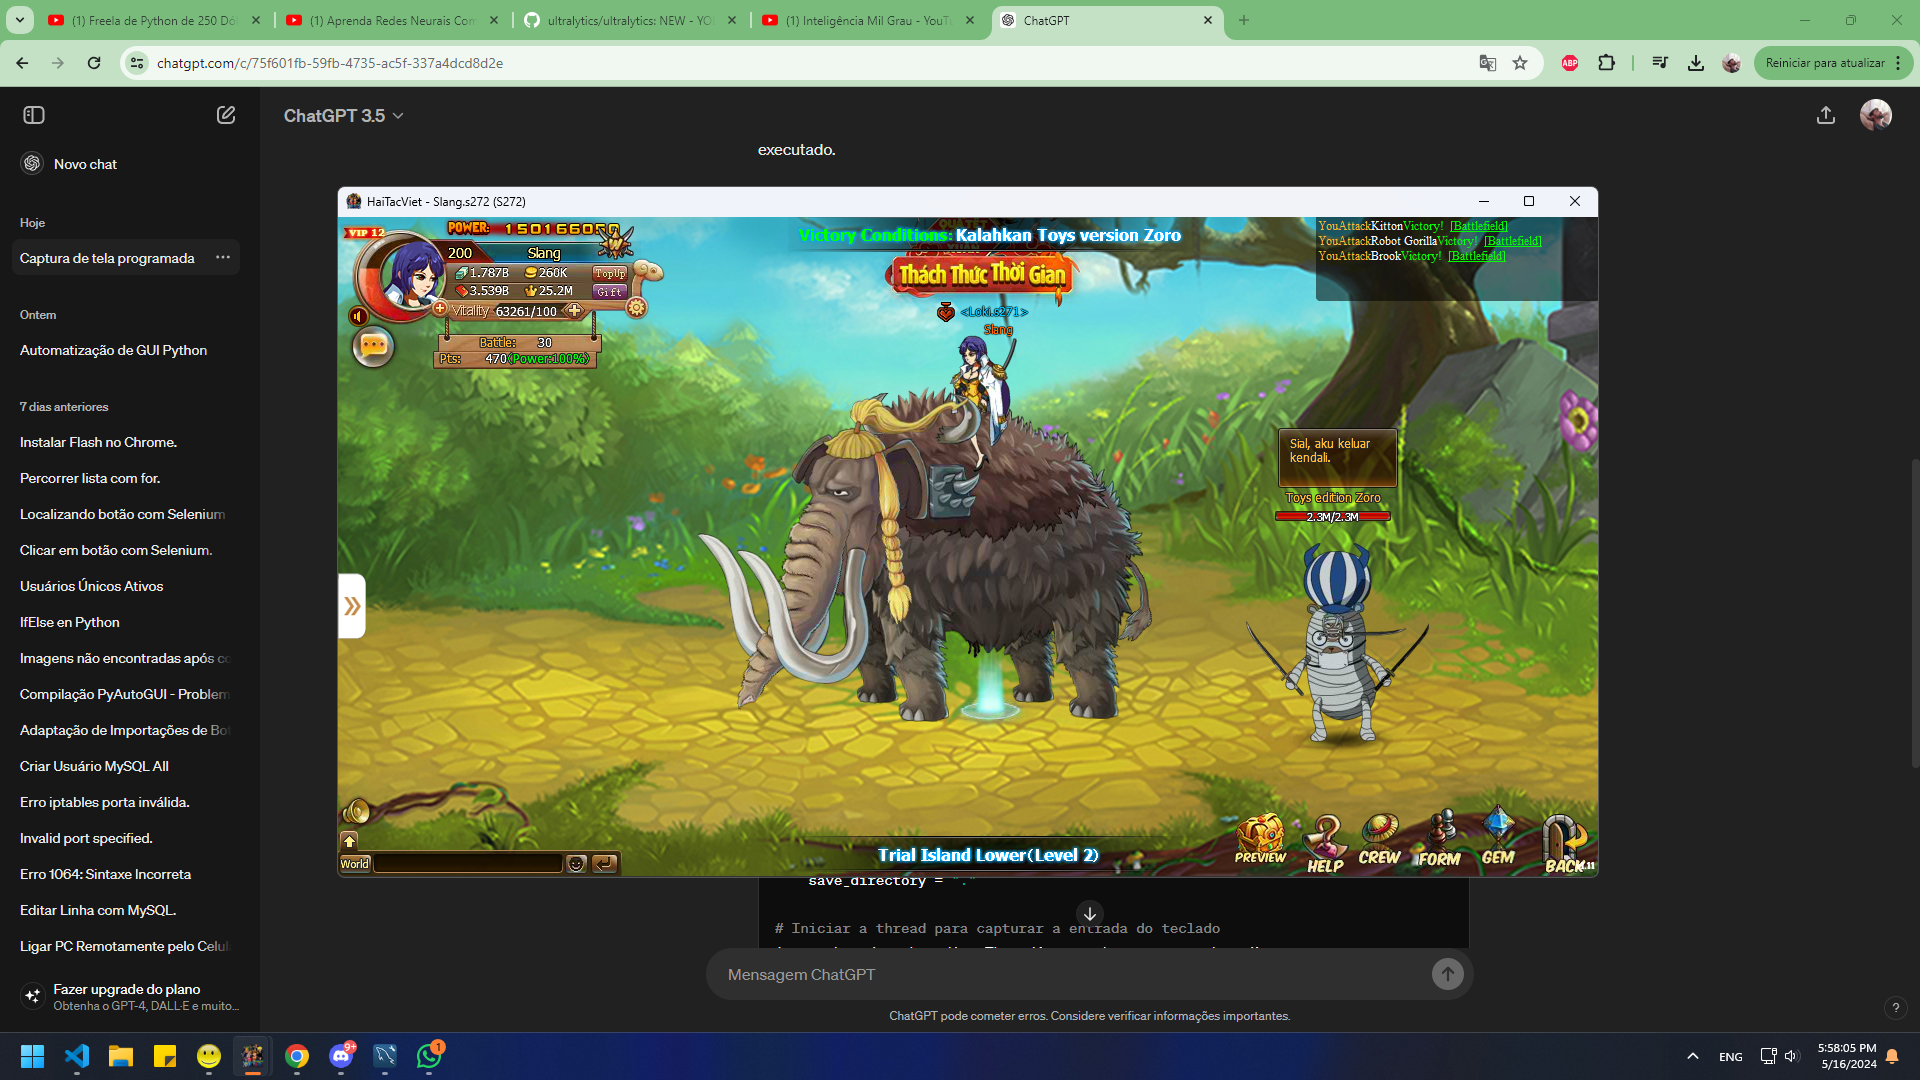 (1) Freela de Python de 250 Dó
(1) Aprenda Redes Neurais Com
ultralytics/ultralytics: NEW - YO
(1) Inteligência Mil Grau - YouTu
ChatGPT
chatgpt.com/c/75f601fb-59fb-4735-ac5f-337a4dcd8d2e
ABP
Reiniciar para atualizar
ChatGPT 3.5
Novo chat
Hoje
Captura de tela programada
Ontem
Automatização de GUI Python
7 dias anteriores
Instalar Flash no Chrome.
Percorrer lista com for.
Localizando botão com Selenium
Clicar em botão com Selenium.
Usuários Únicos Ativos
IfElse en Python
Imagens não encontradas após co
Compilação PyAutoGUI - Problem
Adaptação de Importações de Bot
Criar Usuário MySQL All
Erro iptables porta inválida.
Invalid port specified.
Erro 1064: Sintaxe Incorreta
Editar Linha com MySQL.
Ligar PC Remotamente pelo Celul
Fazer upgrade do plano
Obtenha o GPT-4, DALL·E e muito...
executado.
HaiTacViet - Slang.s272 (S272)
VIP 12
POWER: 150166050
200 Slang
1.787B 260K TopUp
3.539B 25.2M Gift
Vitality 63261/100
Battle: 30
Pts: 470(Power:100%)
Victory Conditions: Kalahkan Toys version Zoro
Thách Thức Thời Gian
<Loki.s271>
Slang
YouAttackKittonVictory! [Battlefield]
YouAttackRobot GorillaVictory! [Battlefield]
YouAttackBrookVictory! [Battlefield]
Sial, aku keluar
kendali.
Toys edition Zoro
2.3M/2.3M
World
Trial Island Lower(Level 2)
PREVIEW
HELP
CREW
FORM
GEM
BACK
save_directory = "."
# Iniciar a thread para capturar a entrada do teclado
Mensagem ChatGPT
ChatGPT pode cometer erros. Considere verificar informações importantes.
?
9+
1
ENG
5:58:05 PM
5/16/2024